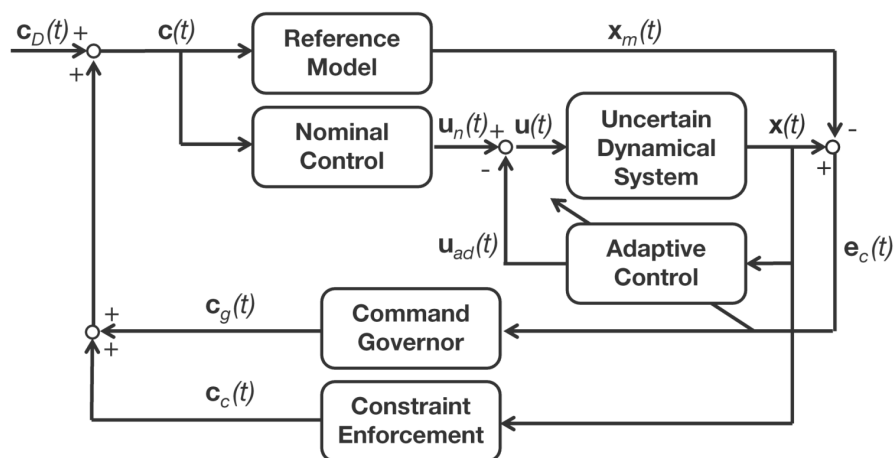 c_D(t) +
+
c(t)
Reference
Model
x_m(t)
Nominal
Control
u_n(t) +
-
u(t)
Uncertain
Dynamical
System
x(t)
-
+
u_ad(t)
Adaptive
Control
e_c(t)
c_g(t)
+
+
Command
Governor
c_c(t)
Constraint
Enforcement